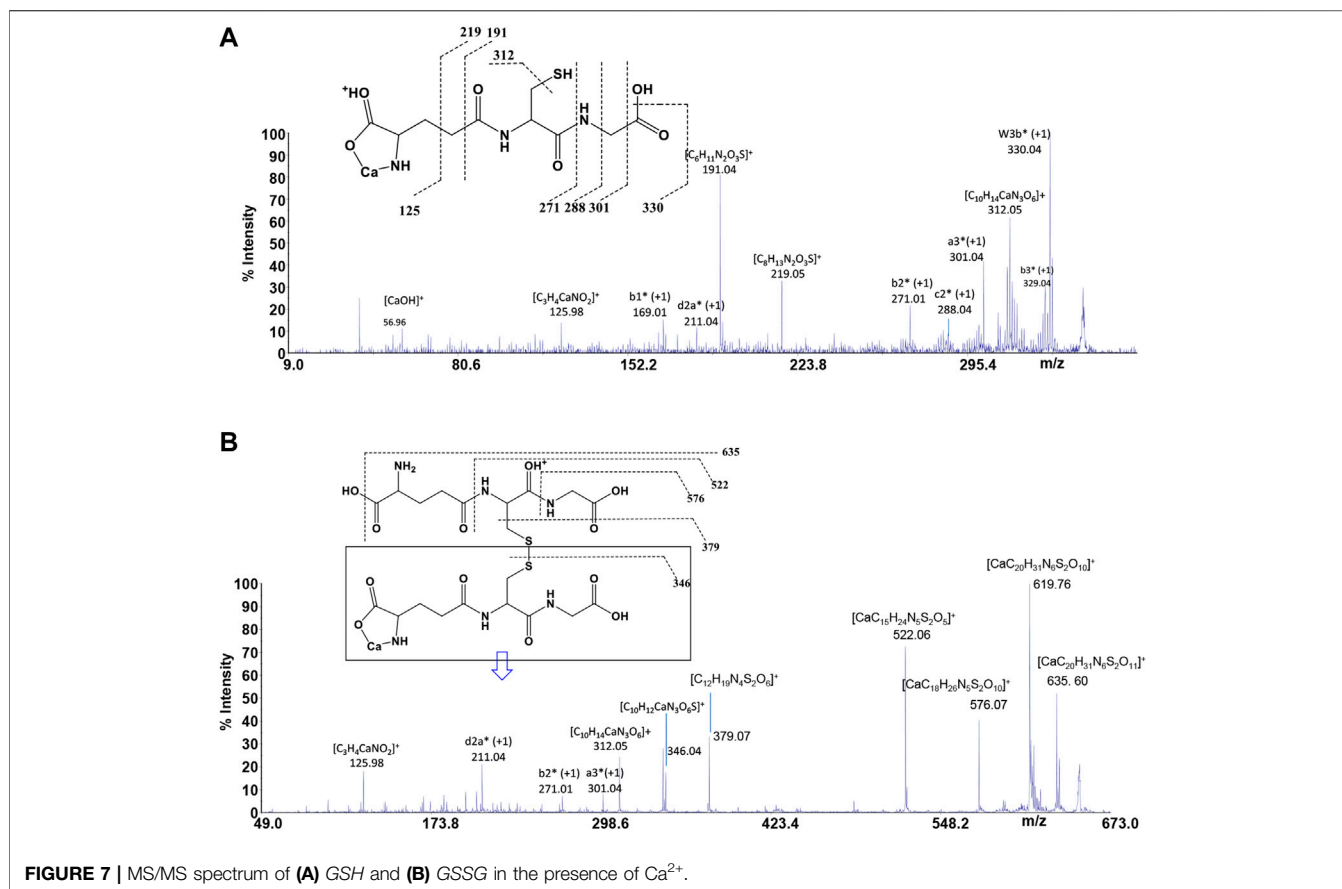 A
219 191
312
SH
⁺HO
O
O
Ca
NH
O
N
H
O
H
N
OH
O
125
271 288 301 330
% Intensity
100
90
80
70
60
50
40
30
20
10
0
[CaOH]⁺
56.96
[C₃H₄CaNO₂]⁺
125.98
b1* (+1)
169.01
d2a* (+1)
211.04
[C₆H₁₁N₂O₃S]⁺
191.04
[C₈H₁₃N₂O₃S]⁺
219.05
b2* (+1)
271.01
c2* (+1)
288.04
a3*(+1)
301.04
[C₁₀H₁₄CaN₃O₆]+
312.05
b3* (+1)
329.04
W3b* (+1)
330.04
9.0 80.6 152.2 223.8 295.4 m/z
B
635
522
576
379
346
NH₂
HO
O
O
N
H
OH⁺
N
H
OH
O
S
S
O
O
Ca
NH
O
N
H
O
H
N
O
OH
% Intensity
100
90
80
70
60
50
40
30
20
10
0
[C₃H₄CaNO₂]⁺
125.98
d2a* (+1)
211.04
b2* (+1)
271.01
a3*(+1)
301.04
[C₁₀H₁₄CaN₃O₆]+
312.05
[C₁₀H₁₂CaN₃O₆S]⁺
346.04
[C₁₂H₁₉N₄S₂O₆]⁺
379.07
[CaC₁₅H₂₄N₅S₂O₅]⁺
522.06
[CaC₁₈H₂₆N₅S₂O₁₀]⁺
576.07
[CaC₂₀H₃₁N₆S₂O₁₀]⁺
619.76
[CaC₂₀H₃₁N₆S₂O₁₁]⁺
635. 60
49.0 173.8 298.6 423.4 548.2 m/z 673.0
FIGURE 7 | MS/MS spectrum of (A) GSH and (B) GSSG in the presence of Ca²⁺.